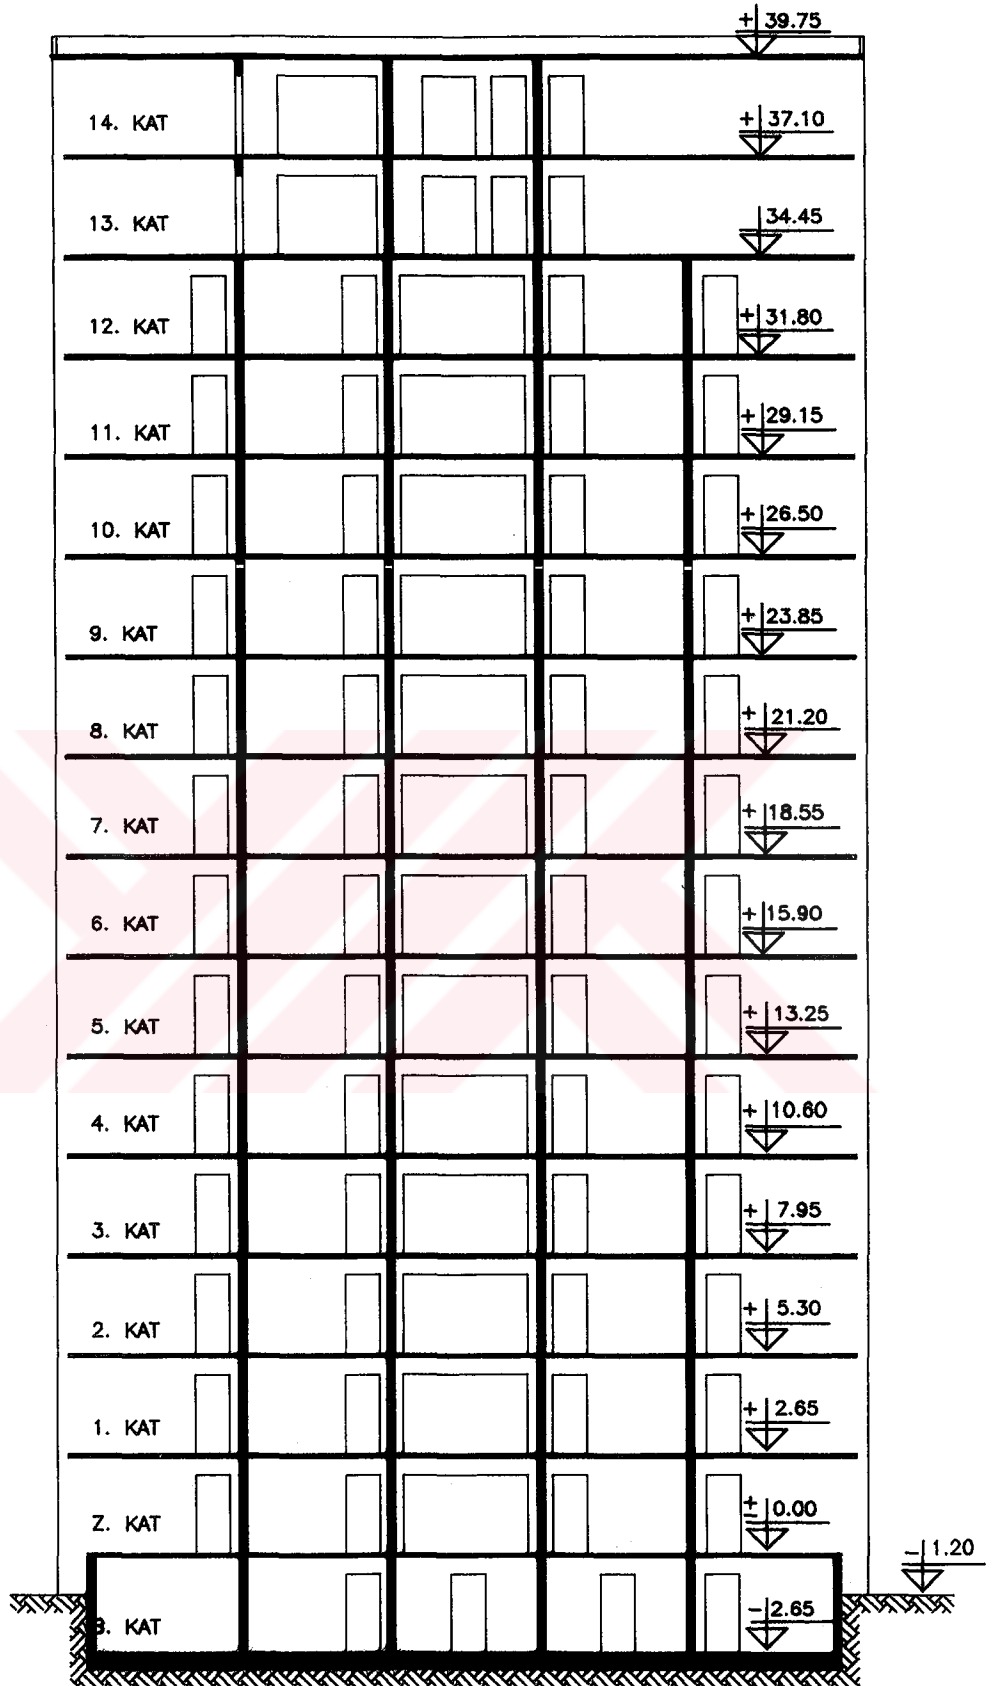 + 39.75
14. KAT
+ 37.10
13. KAT
34.45
12. KAT
+ 31.80
11. KAT
+ 29.15
10. KAT
+ 26.50
9. KAT
+ 23.85
8. KAT
+ 21.20
7. KAT
+ 18.55
6. KAT
+ 15.90
5. KAT
+ 13.25
4. KAT
+ 10.60
3. KAT
+ 7.95
2. KAT
+ 5.30
1. KAT
+ 2.65
Z. KAT
± 0.00
- 1.20
B. KAT
- 2.65